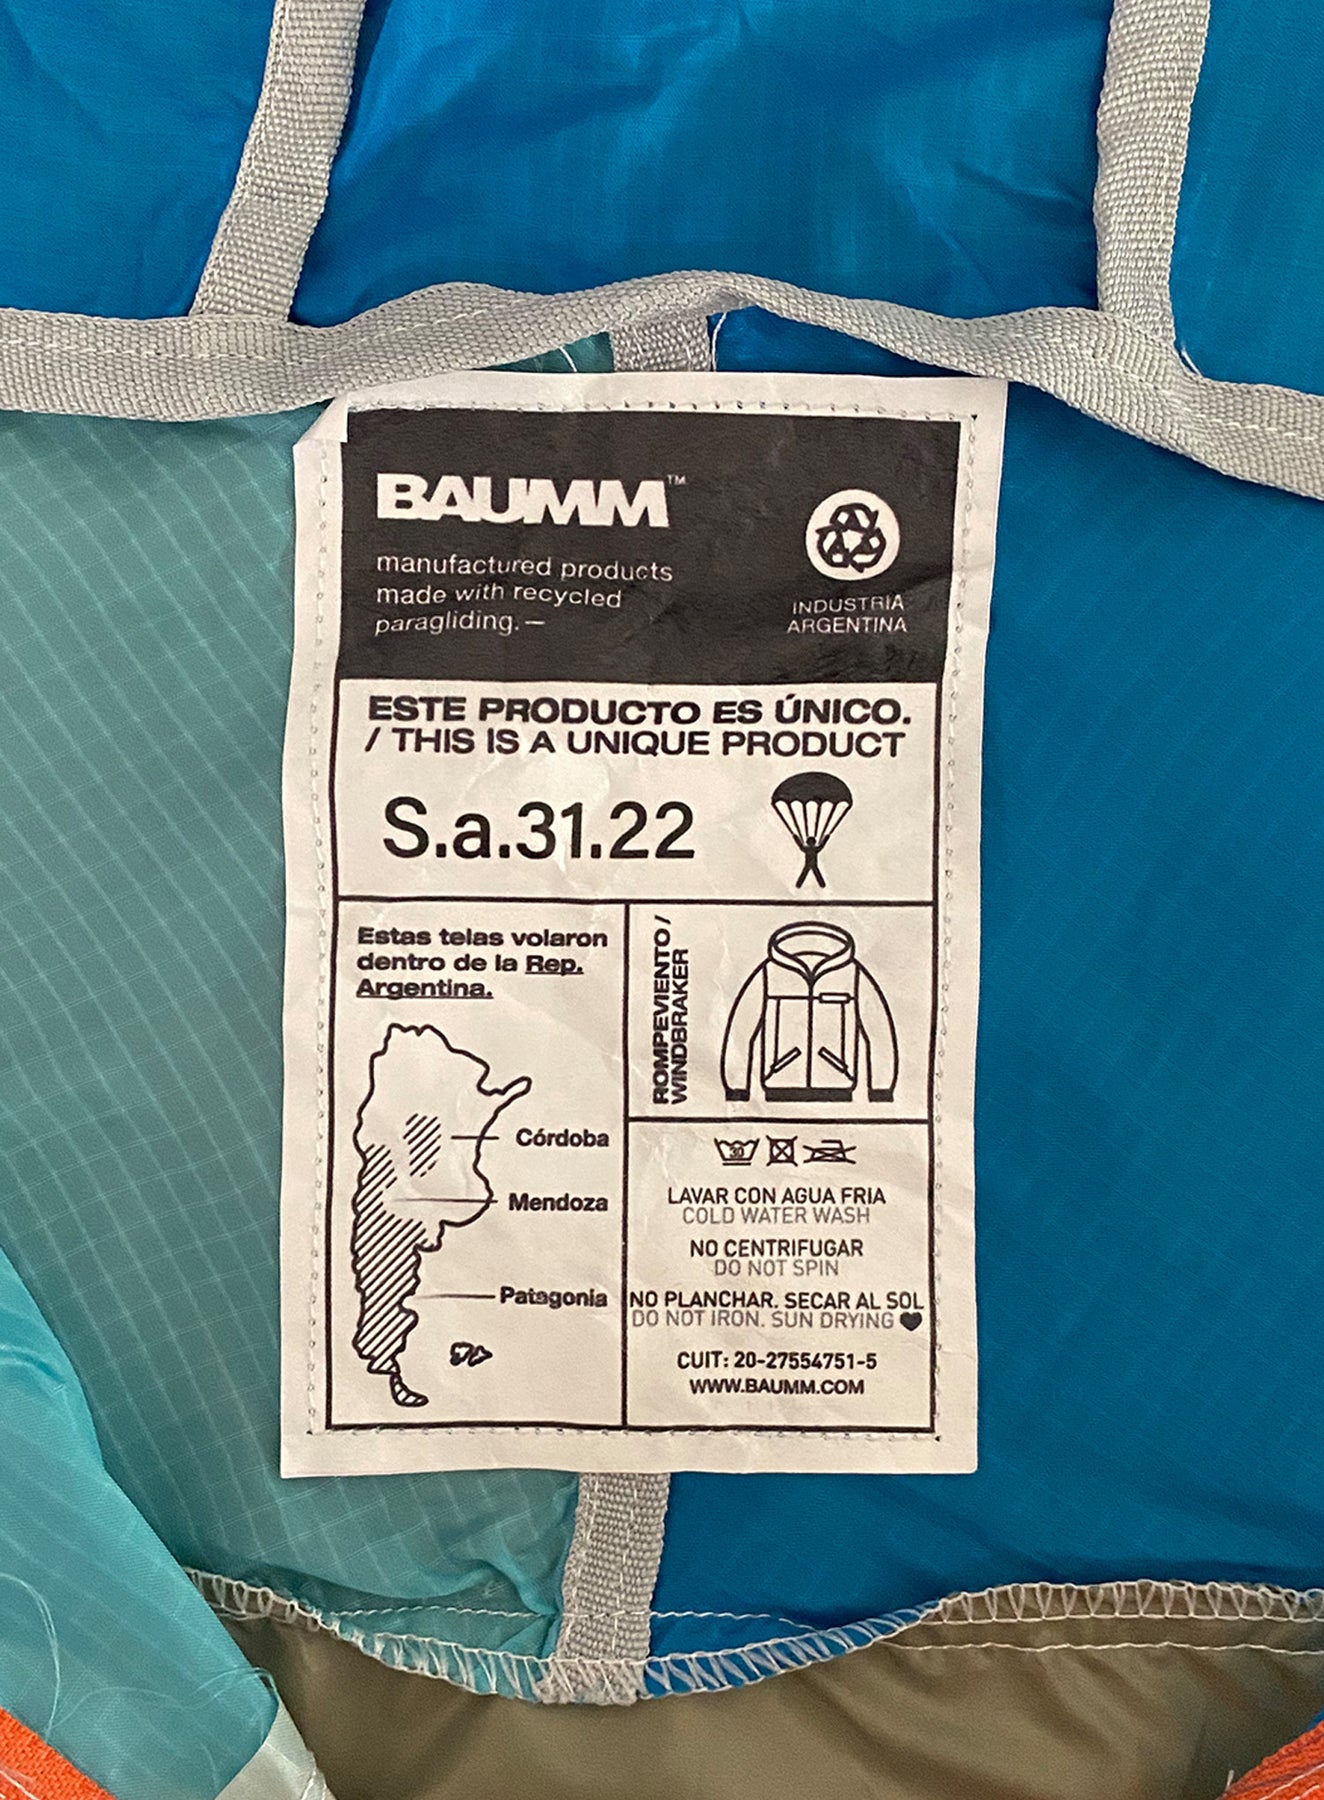 BAUMM™
manufactured products
made with recycled
paragliding.—
INDUSTRIA
ARGENTINA
ESTE PRODUCTO ES ÚNICO.
/ THIS IS A UNIQUE PRODUCT
S.a.31.22
Estas telas volaron
dentro de la Rep.
Argentina.
Córdoba
Mendoza
Patagonia
ROMPEVIENTO /
WINDBRAKER
30
LAVAR CON AGUA FRIA
COLD WATER WASH
NO CENTRIFUGAR
DO NOT SPIN
NO PLANCHAR. SECAR AL SOL
DO NOT IRON. SUN DRYING ♥
CUIT: 20-27554751-5
WWW.BAUMM.COM